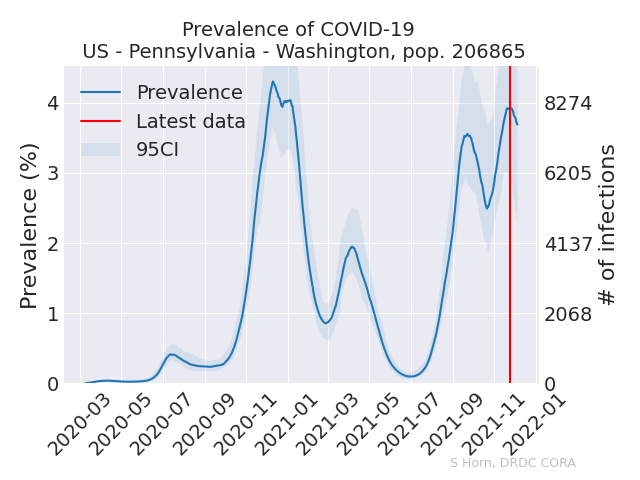 Prevalence of COVID-19
US - Pennsylvania - Washington, pop. 206865
Prevalence
Latest data
95CI
Prevalence (%)
4
3
2
1
0
8274
6205
4137
2068
0
# of infections
2020-03
2020-05
2020-07
2020-09
2020-11
2021-01
2021-03
2021-05
2021-07
2021-09
2021-11
2022-01
S Horn, DRDC CORA